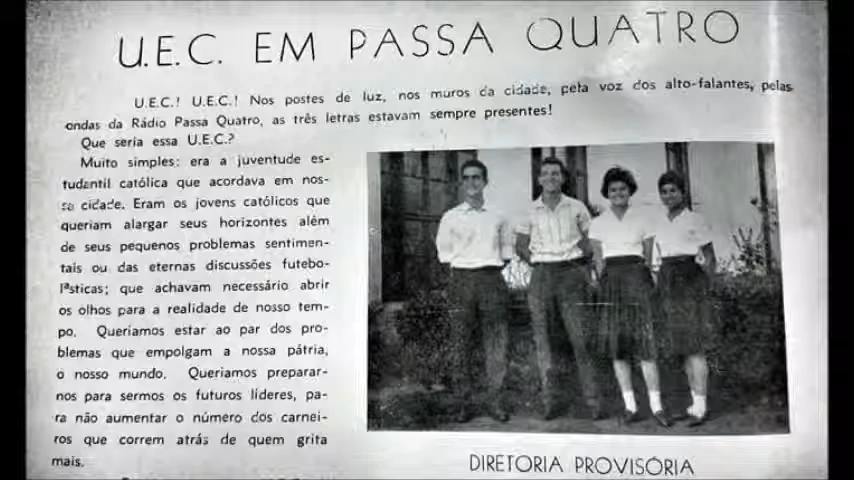 U.E.C. EM PASSA QUATRO
U.E.C.! U.E.C.! Nos postes de luz, nos muros da cidade, pela voz dos alto-falantes, pelas
ondas da Rádio Passa Quatro, as três letras estavam sempre presentes!
Que seria essa U.E.C.?
Muito simples: era a juventude es-
tudantil católica que acordava em nos-
sa cidade. Eram os jovens católicos que
queriam alargar seus horizontes além
de seus pequenos problemas sentimen-
tais ou das eternas discussões futebo-
lªsticas; que achavam necessário abrir
os olhos para a realidade de nosso tem-
po. Queriamos estar ao par dos pro-
blemas que empolgam a nossa pátria,
o nosso mundo. Queriamos preparar-
nos para sermos os futuros líderes, pa-
ra não aumentar o número dos carnei-
ros que correm atrás de quem grita
mais.
DIRETORIA PROVISÓRIA